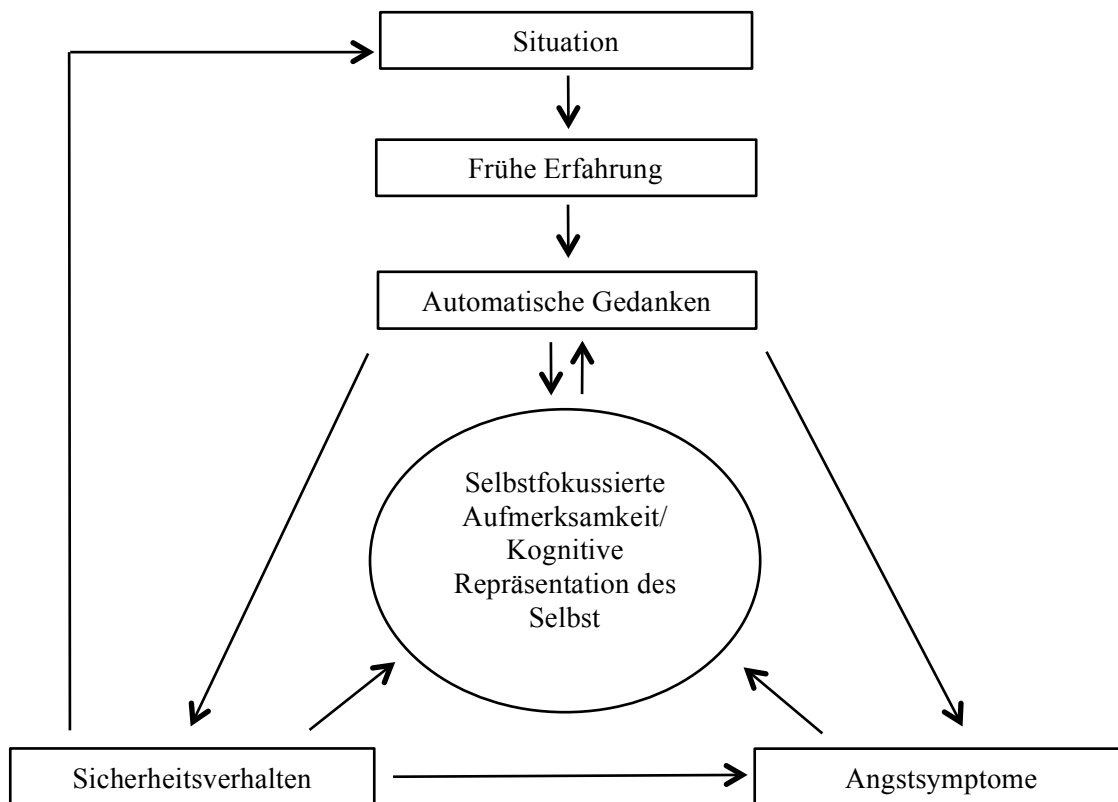 Situation
Frühe Erfahrung
Automatische Gedanken
Selbstfokussierte
Aufmerksamkeit/
Kognitive
Repräsentation des
Selbst
Sicherheitsverhalten
Angstsymptome